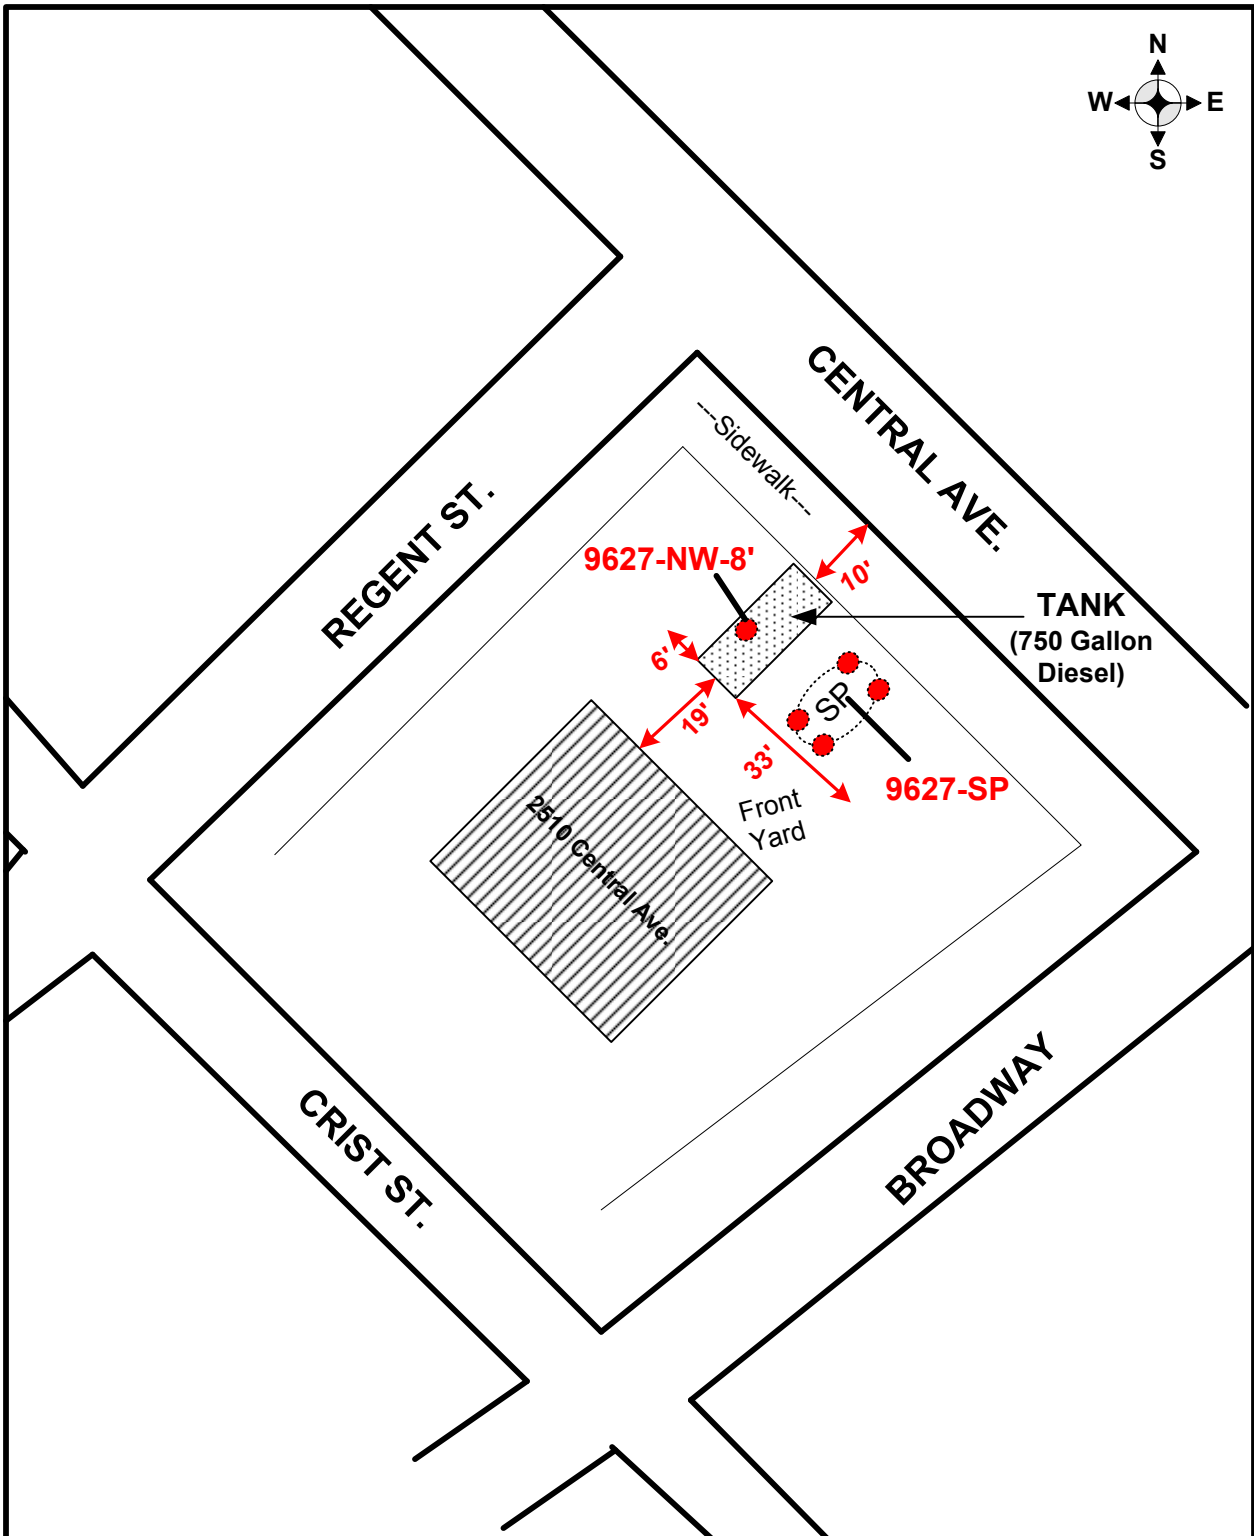 N
W E
S
CENTRAL AVE.
---Sidewalk---
REGENT ST.
9627-NW-8'
10'
TANK
(750 Gallon
Diesel)
6'
SP
19'
33'
9627-SP
Front
Yard
2510 Central Ave.
CRIST ST.
BROADWAY